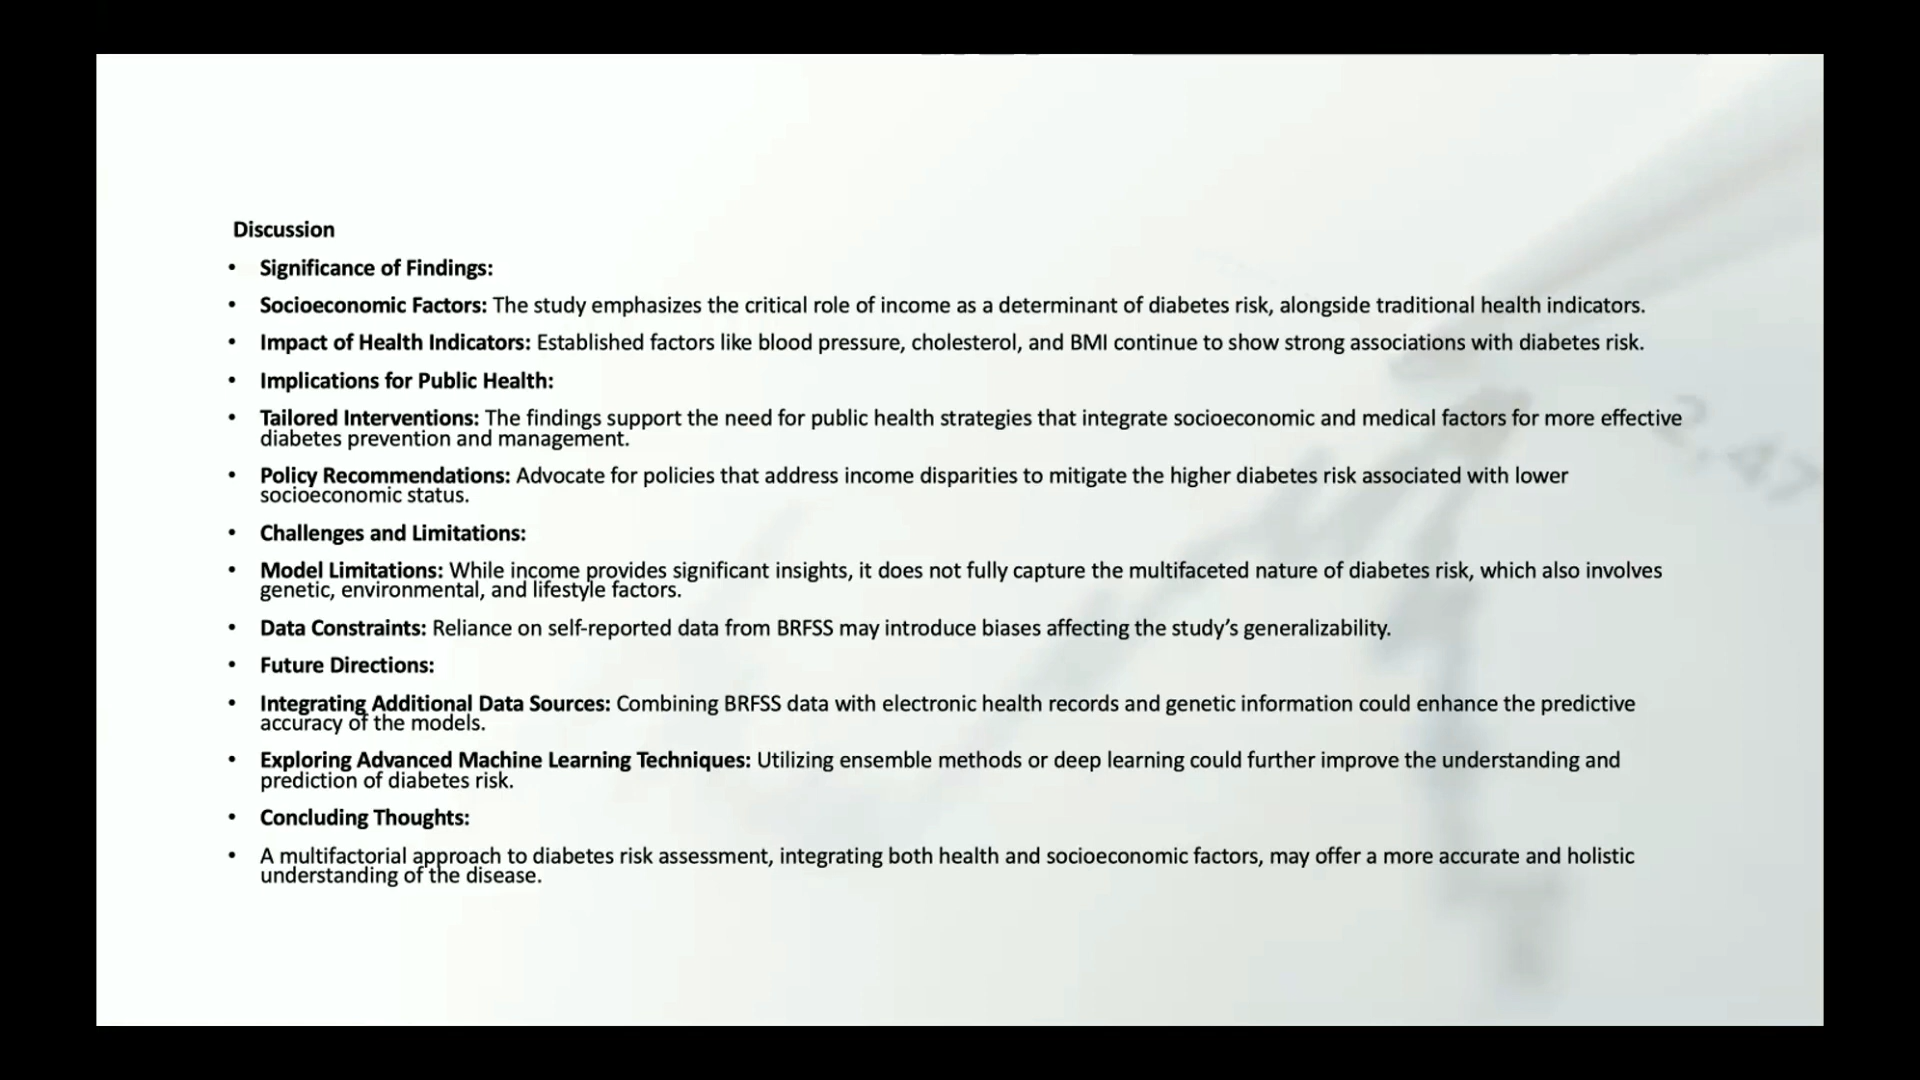 Discussion
• Significance of Findings:
• Socioeconomic Factors: The study emphasizes the critical role of income as a determinant of diabetes risk, alongside traditional health indicators.
• Impact of Health Indicators: Established factors like blood pressure, cholesterol, and BMI continue to show strong associations with diabetes risk.
• Implications for Public Health:
• Tailored Interventions: The findings support the need for public health strategies that integrate socioeconomic and medical factors for more effective
diabetes prevention and management.
• Policy Recommendations: Advocate for policies that address income disparities to mitigate the higher diabetes risk associated with lower
socioeconomic status.
• Challenges and Limitations:
• Model Limitations: While income provides significant insights, it does not fully capture the multifaceted nature of diabetes risk, which also involves
genetic, environmental, and lifestyle factors.
• Data Constraints: Reliance on self-reported data from BRFSS may introduce biases affecting the study’s generalizability.
• Future Directions:
• Integrating Additional Data Sources: Combining BRFSS data with electronic health records and genetic information could enhance the predictive
accuracy of the models.
• Exploring Advanced Machine Learning Techniques: Utilizing ensemble methods or deep learning could further improve the understanding and
prediction of diabetes risk.
• Concluding Thoughts:
• A multifactorial approach to diabetes risk assessment, integrating both health and socioeconomic factors, may offer a more accurate and holistic
understanding of the disease.